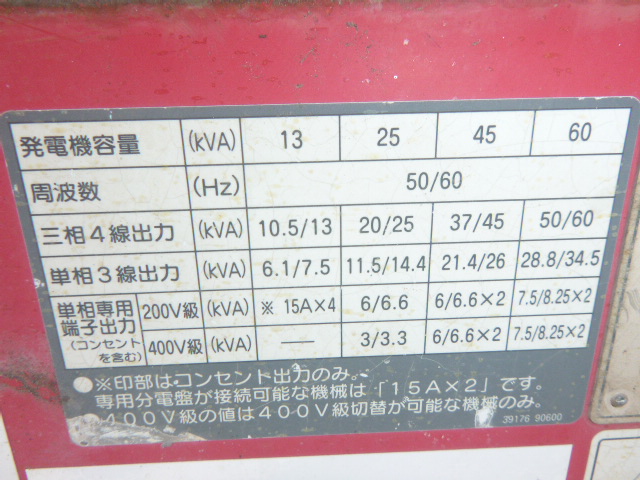 発電機容量 (kVA) 13 25 45 60
周波数 (Hz) 50/60
三相4線出力 (kVA) 10.5/13 20/25 37/45 50/60
単相3線出力 (kVA) 6.1/7.5 11.5/14.4 21.4/26 28.8/34.5
単相専用端子出力(コンセントを含む) 200V級 (kVA) ※ 15A×4 6/6.6 6/6.6×2 7.5/8.25×2
400V級 (kVA) — 3/3.3 6/6.6×2 7.5/8.25×2
●※印部はコンセント出力のみ。
専用分電盤が接続可能な機械は「15A×2」です。
●400V級の値は400V級切替が可能な機械のみ。
39176 90600